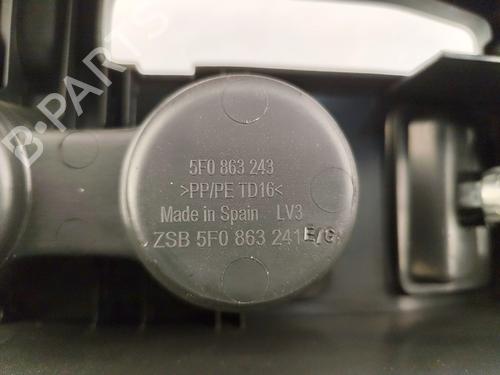 B-PARTS
5F0 863 243
>PP/PE TD16<
Made in Spain LV3
ZSB 5F0 863 241 E/G